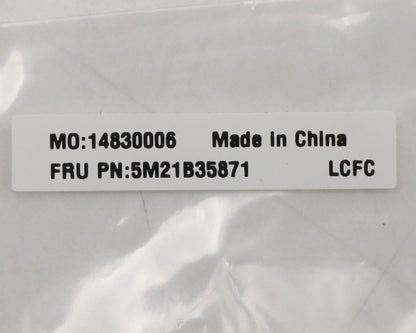 MO:14830006 Made in China
FRU PN:5M21B35871 LCFC